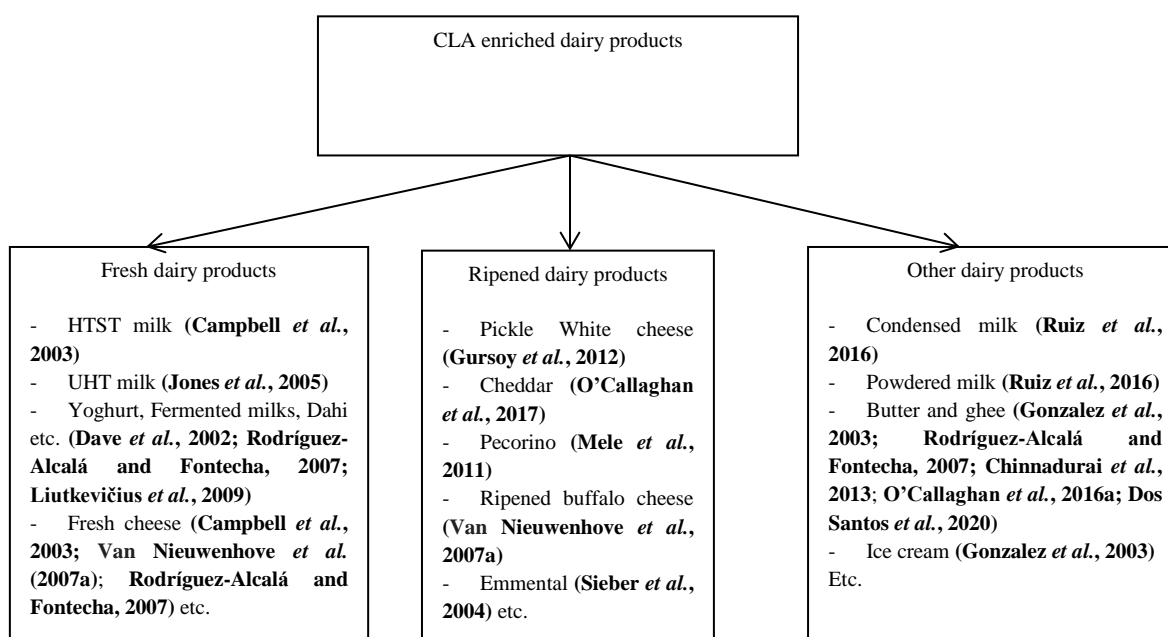 CLA enriched dairy products
Fresh dairy products
- HTST milk (Campbell et al.,
2003)
- UHT milk (Jones et al., 2005)
- Yoghurt, Fermented milks, Dahi
etc. (Dave et al., 2002; Rodríguez-
Alcalá and Fontecha, 2007;
Liutkevičius et al., 2009)
- Fresh cheese (Campbell et al.,
2003; Van Nieuwenhove et al.
(2007a); Rodríguez-Alcalá and
Fontecha, 2007) etc.
Ripened dairy products
- Pickle White cheese
(Gursoy et al., 2012)
- Cheddar (O’Callaghan
et al., 2017)
- Pecorino (Mele et al.,
2011)
- Ripened buffalo cheese
(Van Nieuwenhove et al.,
2007a)
- Emmental (Sieber et al.,
2004) etc.
Other dairy products
- Condensed milk (Ruiz et al.,
2016)
- Powdered milk (Ruiz et al., 2016)
- Butter and ghee (Gonzalez et al.,
2003; Rodríguez-Alcalá and
Fontecha, 2007; Chinnadurai et al.,
2013; O’Callaghan et al., 2016a; Dos
Santos et al., 2020)
- Ice cream (Gonzalez et al., 2003)
Etc.